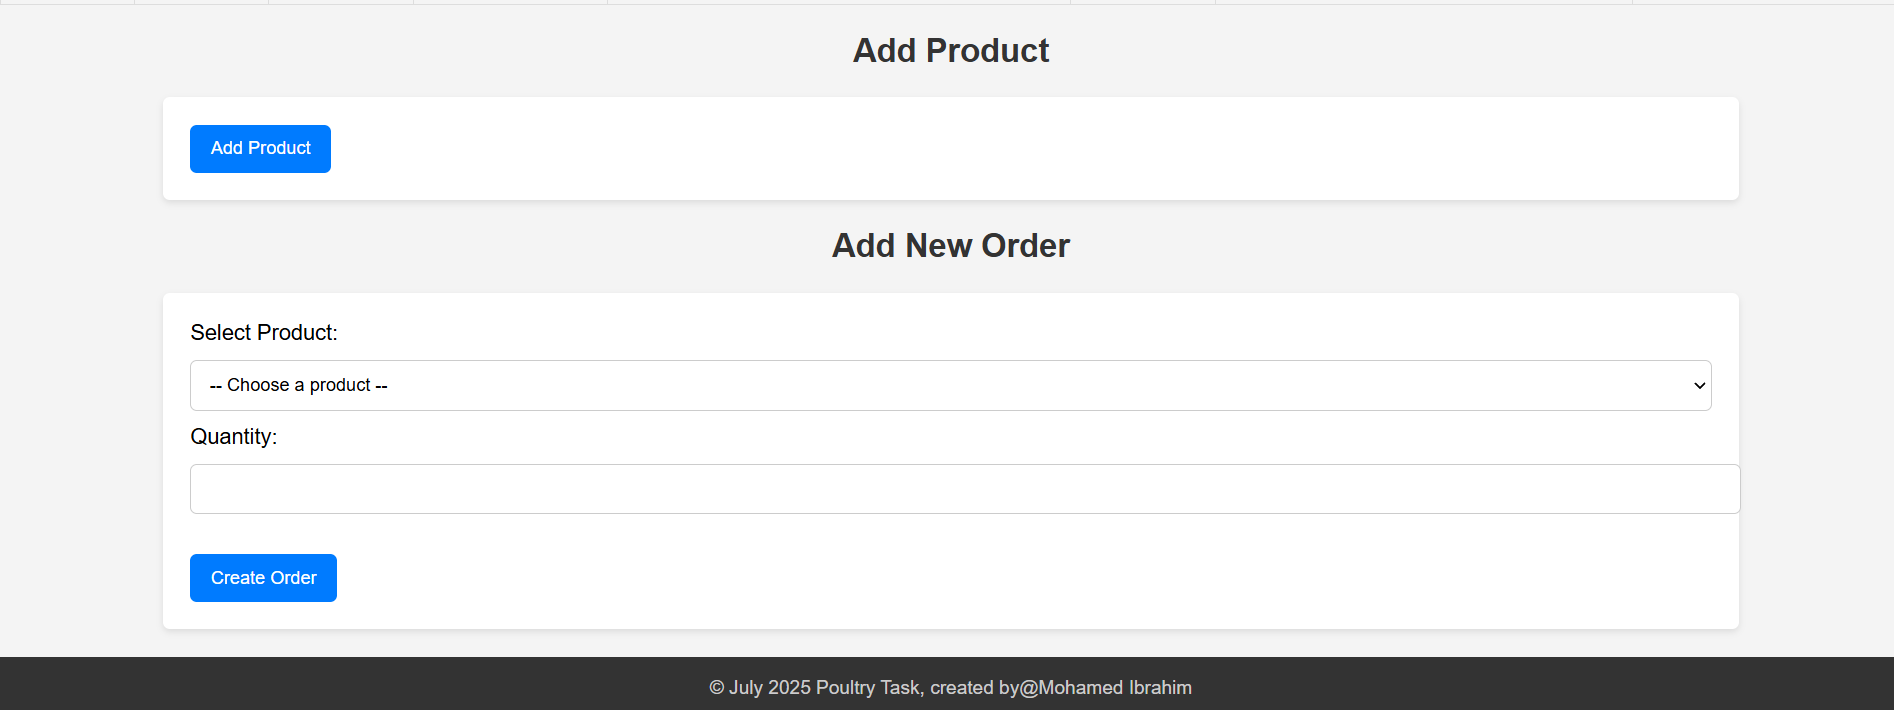 Add Product
Add Product
Add New Order
Select Product:
-- Choose a product --
Quantity:
Create Order
© July 2025 Poultry Task, created by@Mohamed Ibrahim